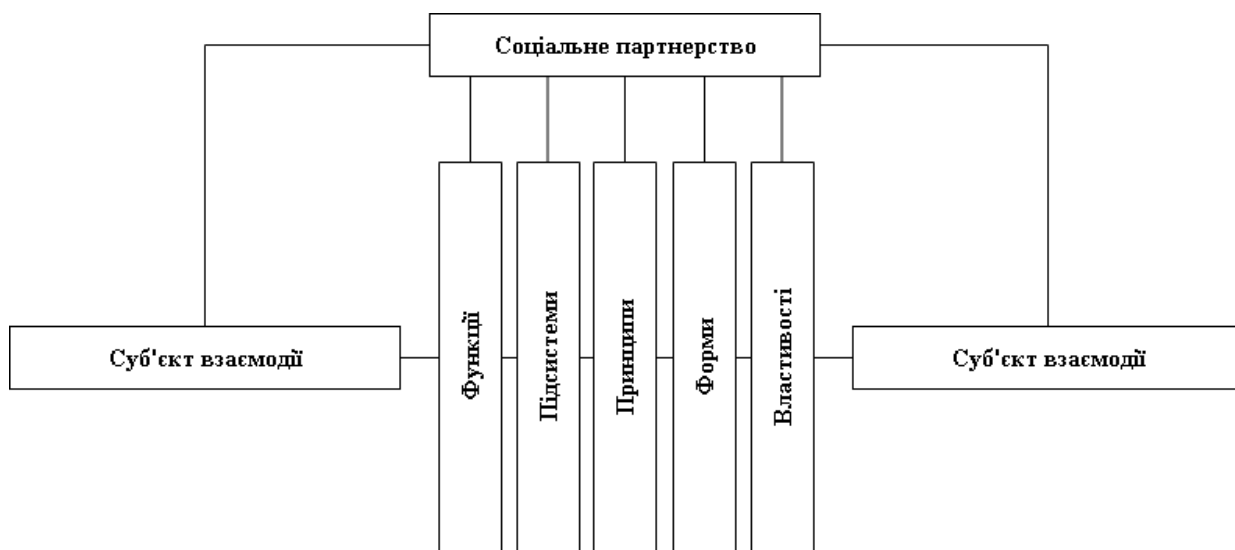 Соціальне партнерство
Суб'єкт взаємодії
Функції
Підсистеми
Принципи
Форми
Властивості
Суб'єкт взаємодії